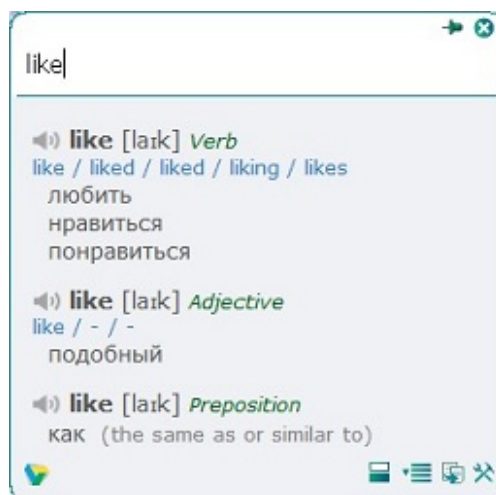 like
like [laɪk] Verb
like / liked / liked / liking / likes
любить
нравиться
понравиться
like [laɪk] Adjective
like / - / -
подобный
like [laɪk] Preposition
как (the same as or similar to)